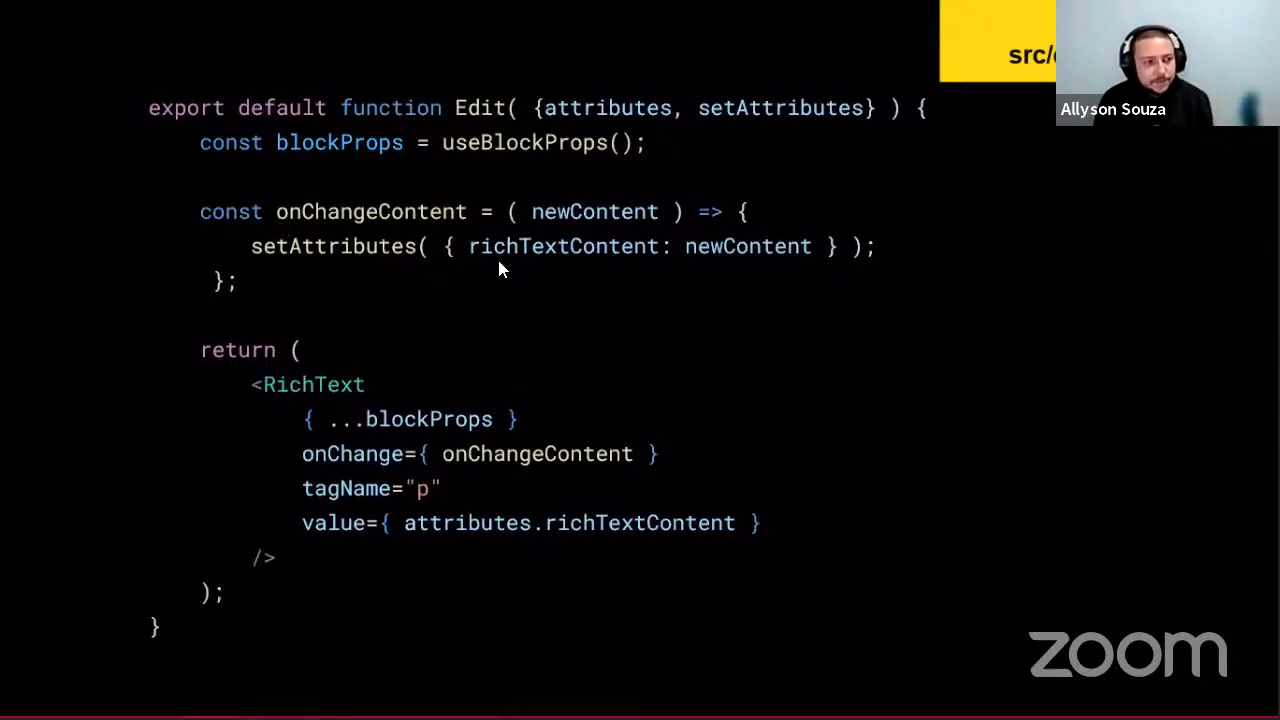 src/
Allyson Souza
export default function Edit( {attributes, setAttributes} ) {
const blockProps = useBlockProps();
const onChangeContent = ( newContent ) => {
setAttributes( { richTextContent: newContent } );
};
return (
<RichText
{ ...blockProps }
onChange={ onChangeContent }
tagName="p"
value={ attributes.richTextContent }
/>
);
}
zoom